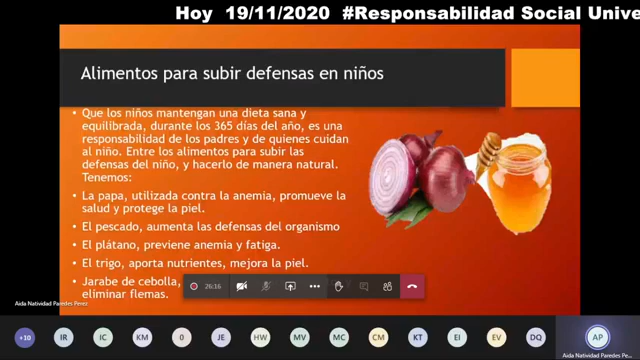 Hoy 19/11/2020 #Responsabilidad Social Unive
Alimentos para subir defensas en niños
• Que los niños mantengan una dieta sana y
equilibrada, durante los 365 días del año, es una
responsabilidad de los padres y de quienes cuidan
al niño. Entre los alimentos para subir las
defensas del niño, y hacerlo de manera natural.
Tenemos:
• La papa, utilizada contra la anemia, promueve la
salud y protege la piel.
• El pescado, aumenta las defensas del organismo
• El plátano, previene anemia y fatiga.
• El trigo, aporta nutrientes, mejora la piel.
• Jarabe de cebolla,
eliminar flemas.
26:16
Aida Natividad Paredes Perez
+10 IR IC KM 0 JE HW MV MC CM KT EI EV DQ AP
Aida Natividad Paredes Pe...